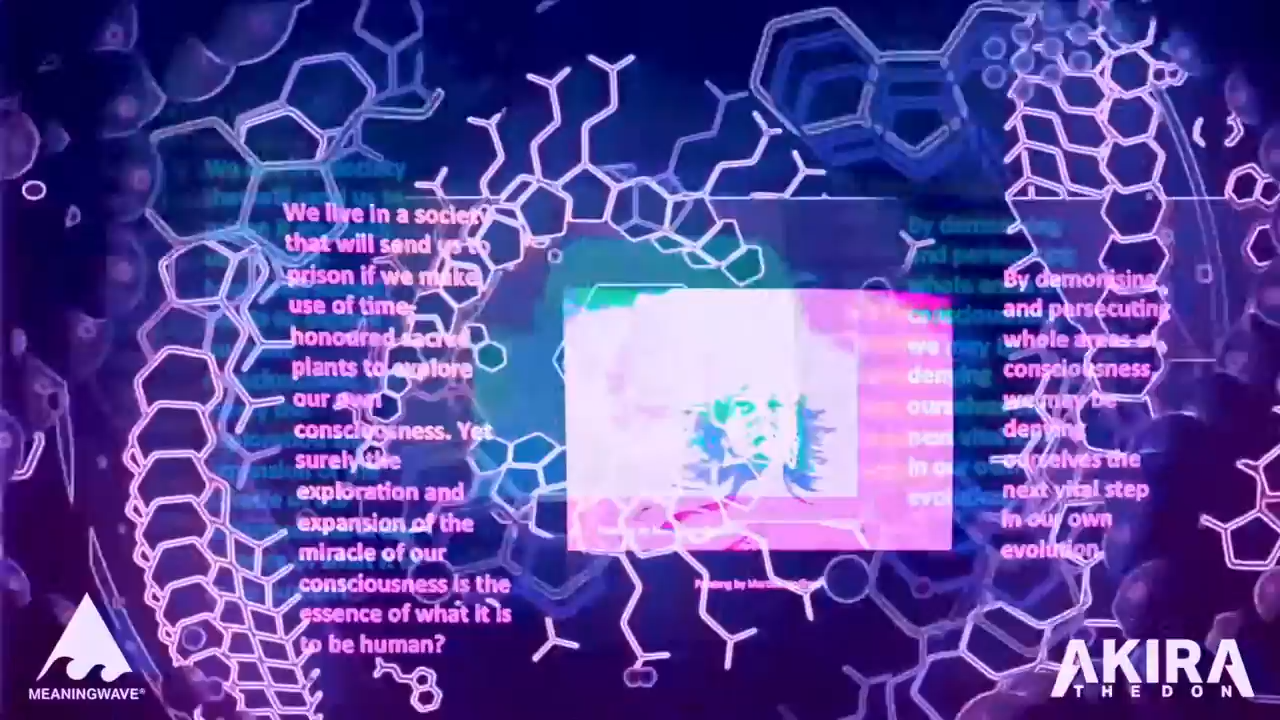 We live in a society
that will send us to
prison if we make
use of time-
honoured sacred
plants to explore
our own
consciousness. Yet
surely the
exploration and
expansion of the
miracle of our
consciousness is the
essence of what it is
to be human?
By demonising
and persecuting
whole areas of
consciousness,
we may be
denying
ourselves the
next vital step
in our own
evolution.
Painting by
MEANINGWAVE®
AKIRA
THE DON